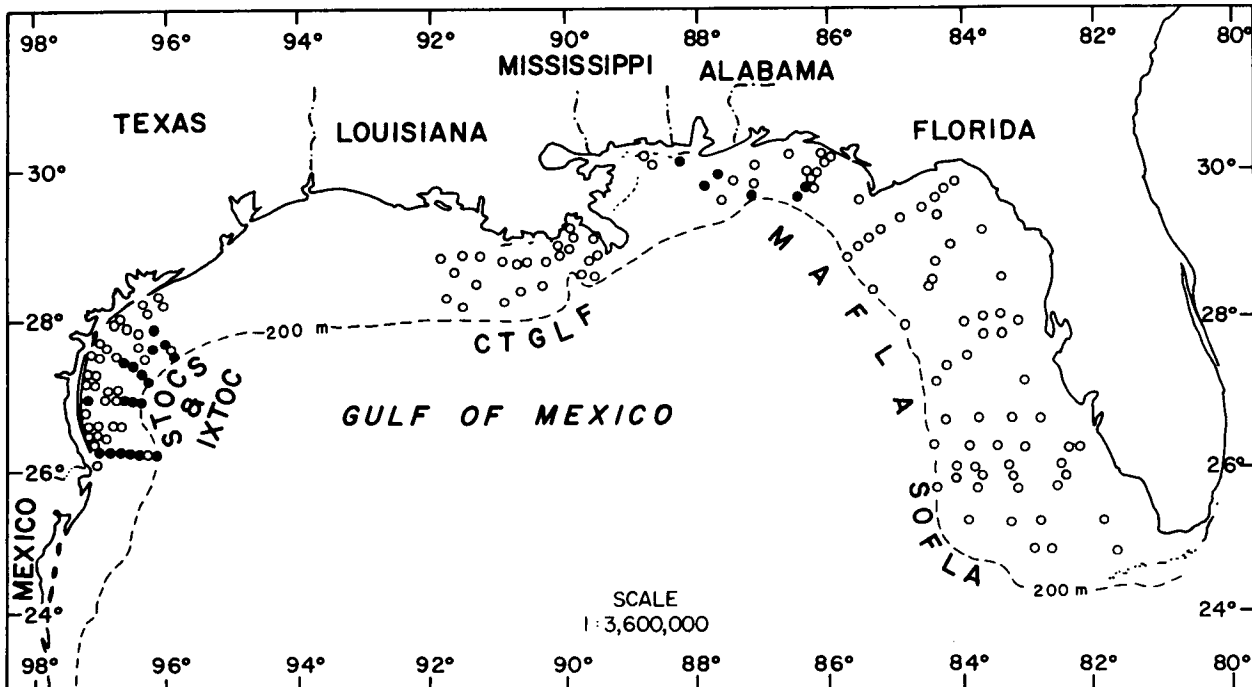 98° 96° 94° 92° 90° 88° 86° 84° 82° 80°
MISSISSIPPI ALABAMA
TEXAS LOUISIANA FLORIDA
30° 30°
MAFLA
28° 28°
200 m
CTGLF
STOCS
&
IXTOC
GULF OF MEXICO
26° 26°
SOFLA
MEXICO
200 m
SCALE
1:3,600,000
24° 24°
98° 96° 94° 92° 90° 88° 86° 84° 82° 80°